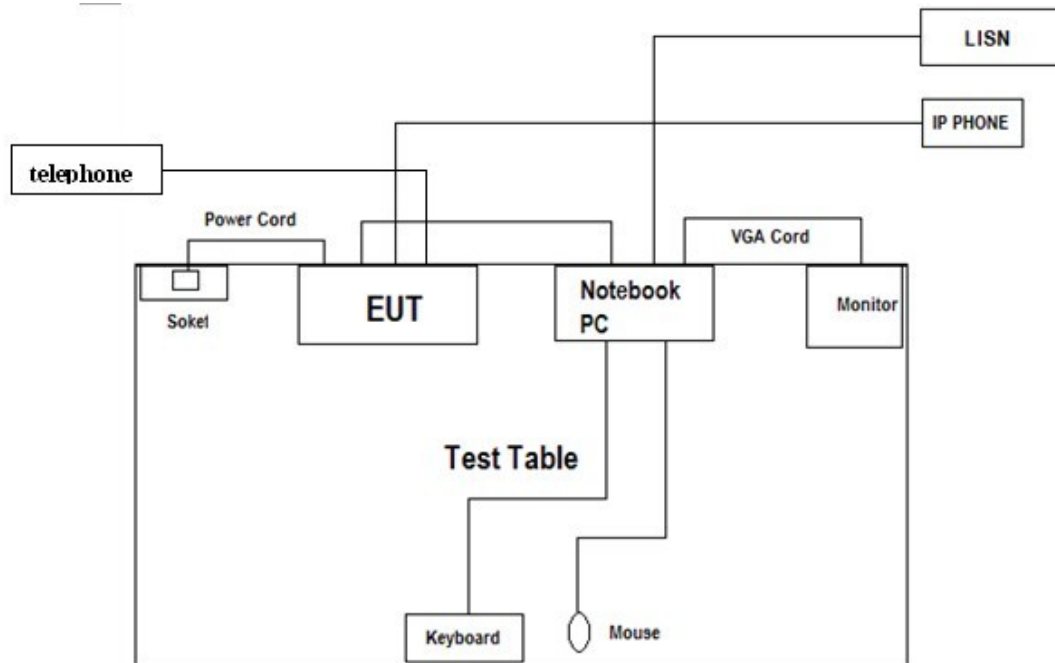 LISN
IP PHONE
telephone
Power Cord
VGA Cord
EUT
Notebook
PC
Monitor
Soket
Test Table
Keyboard
Mouse